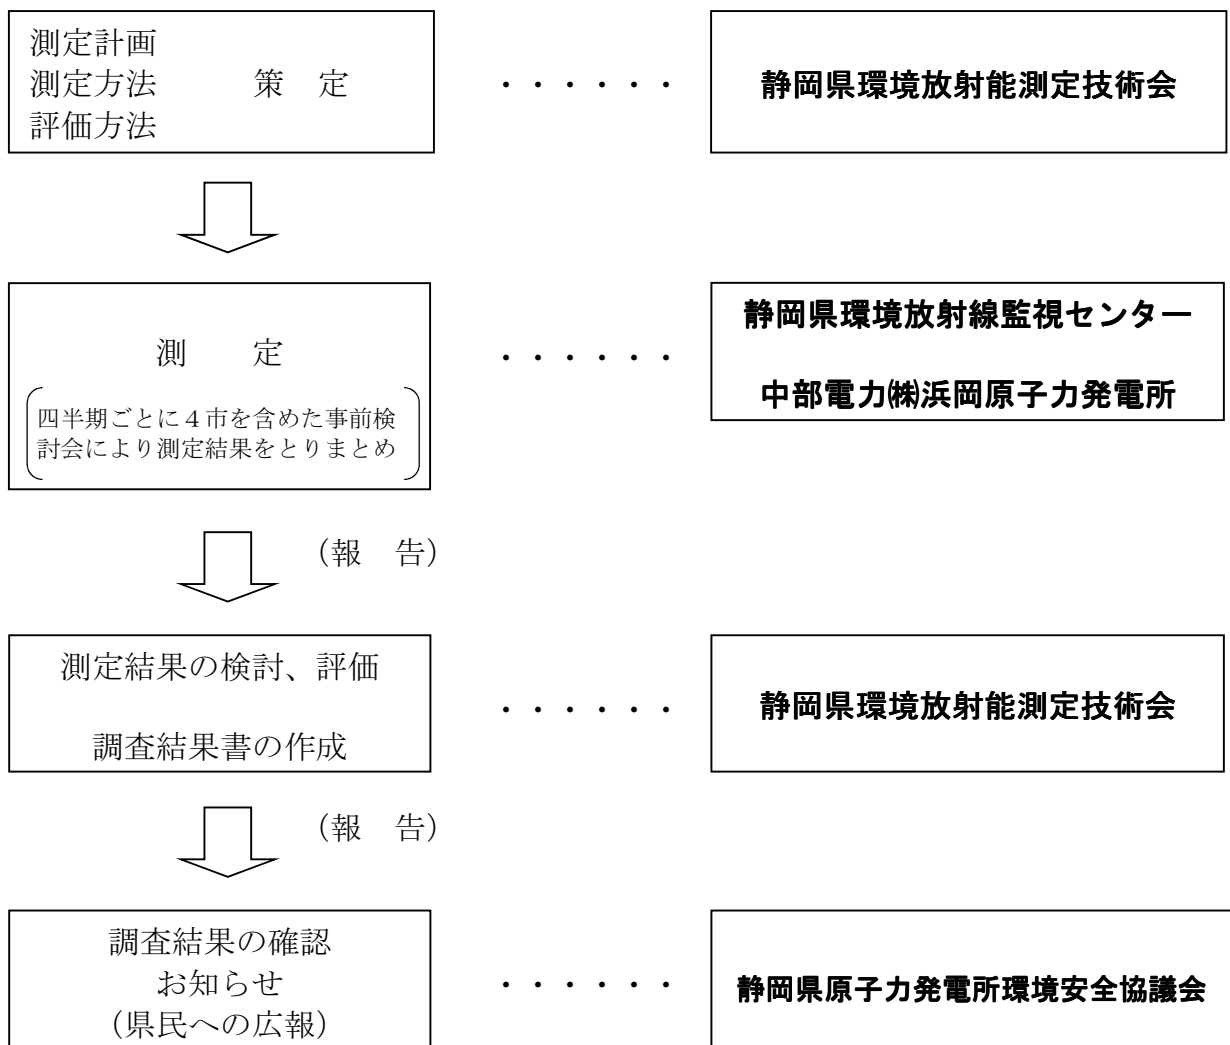 測定計画
測定方法　　　策　定
評価方法
・・・・・・
静岡県環境放射能測定技術会
測　　定
四半期ごとに４市を含めた事前検
討会により測定結果をとりまとめ
・・・・・・
静岡県環境放射線監視センター
中部電力㈱浜岡原子力発電所
（報　告）
測定結果の検討、評価
調査結果書の作成
・・・・・・
静岡県環境放射能測定技術会
（報　告）
調査結果の確認
お知らせ
（県民への広報）
・・・・・・
静岡県原子力発電所環境安全協議会